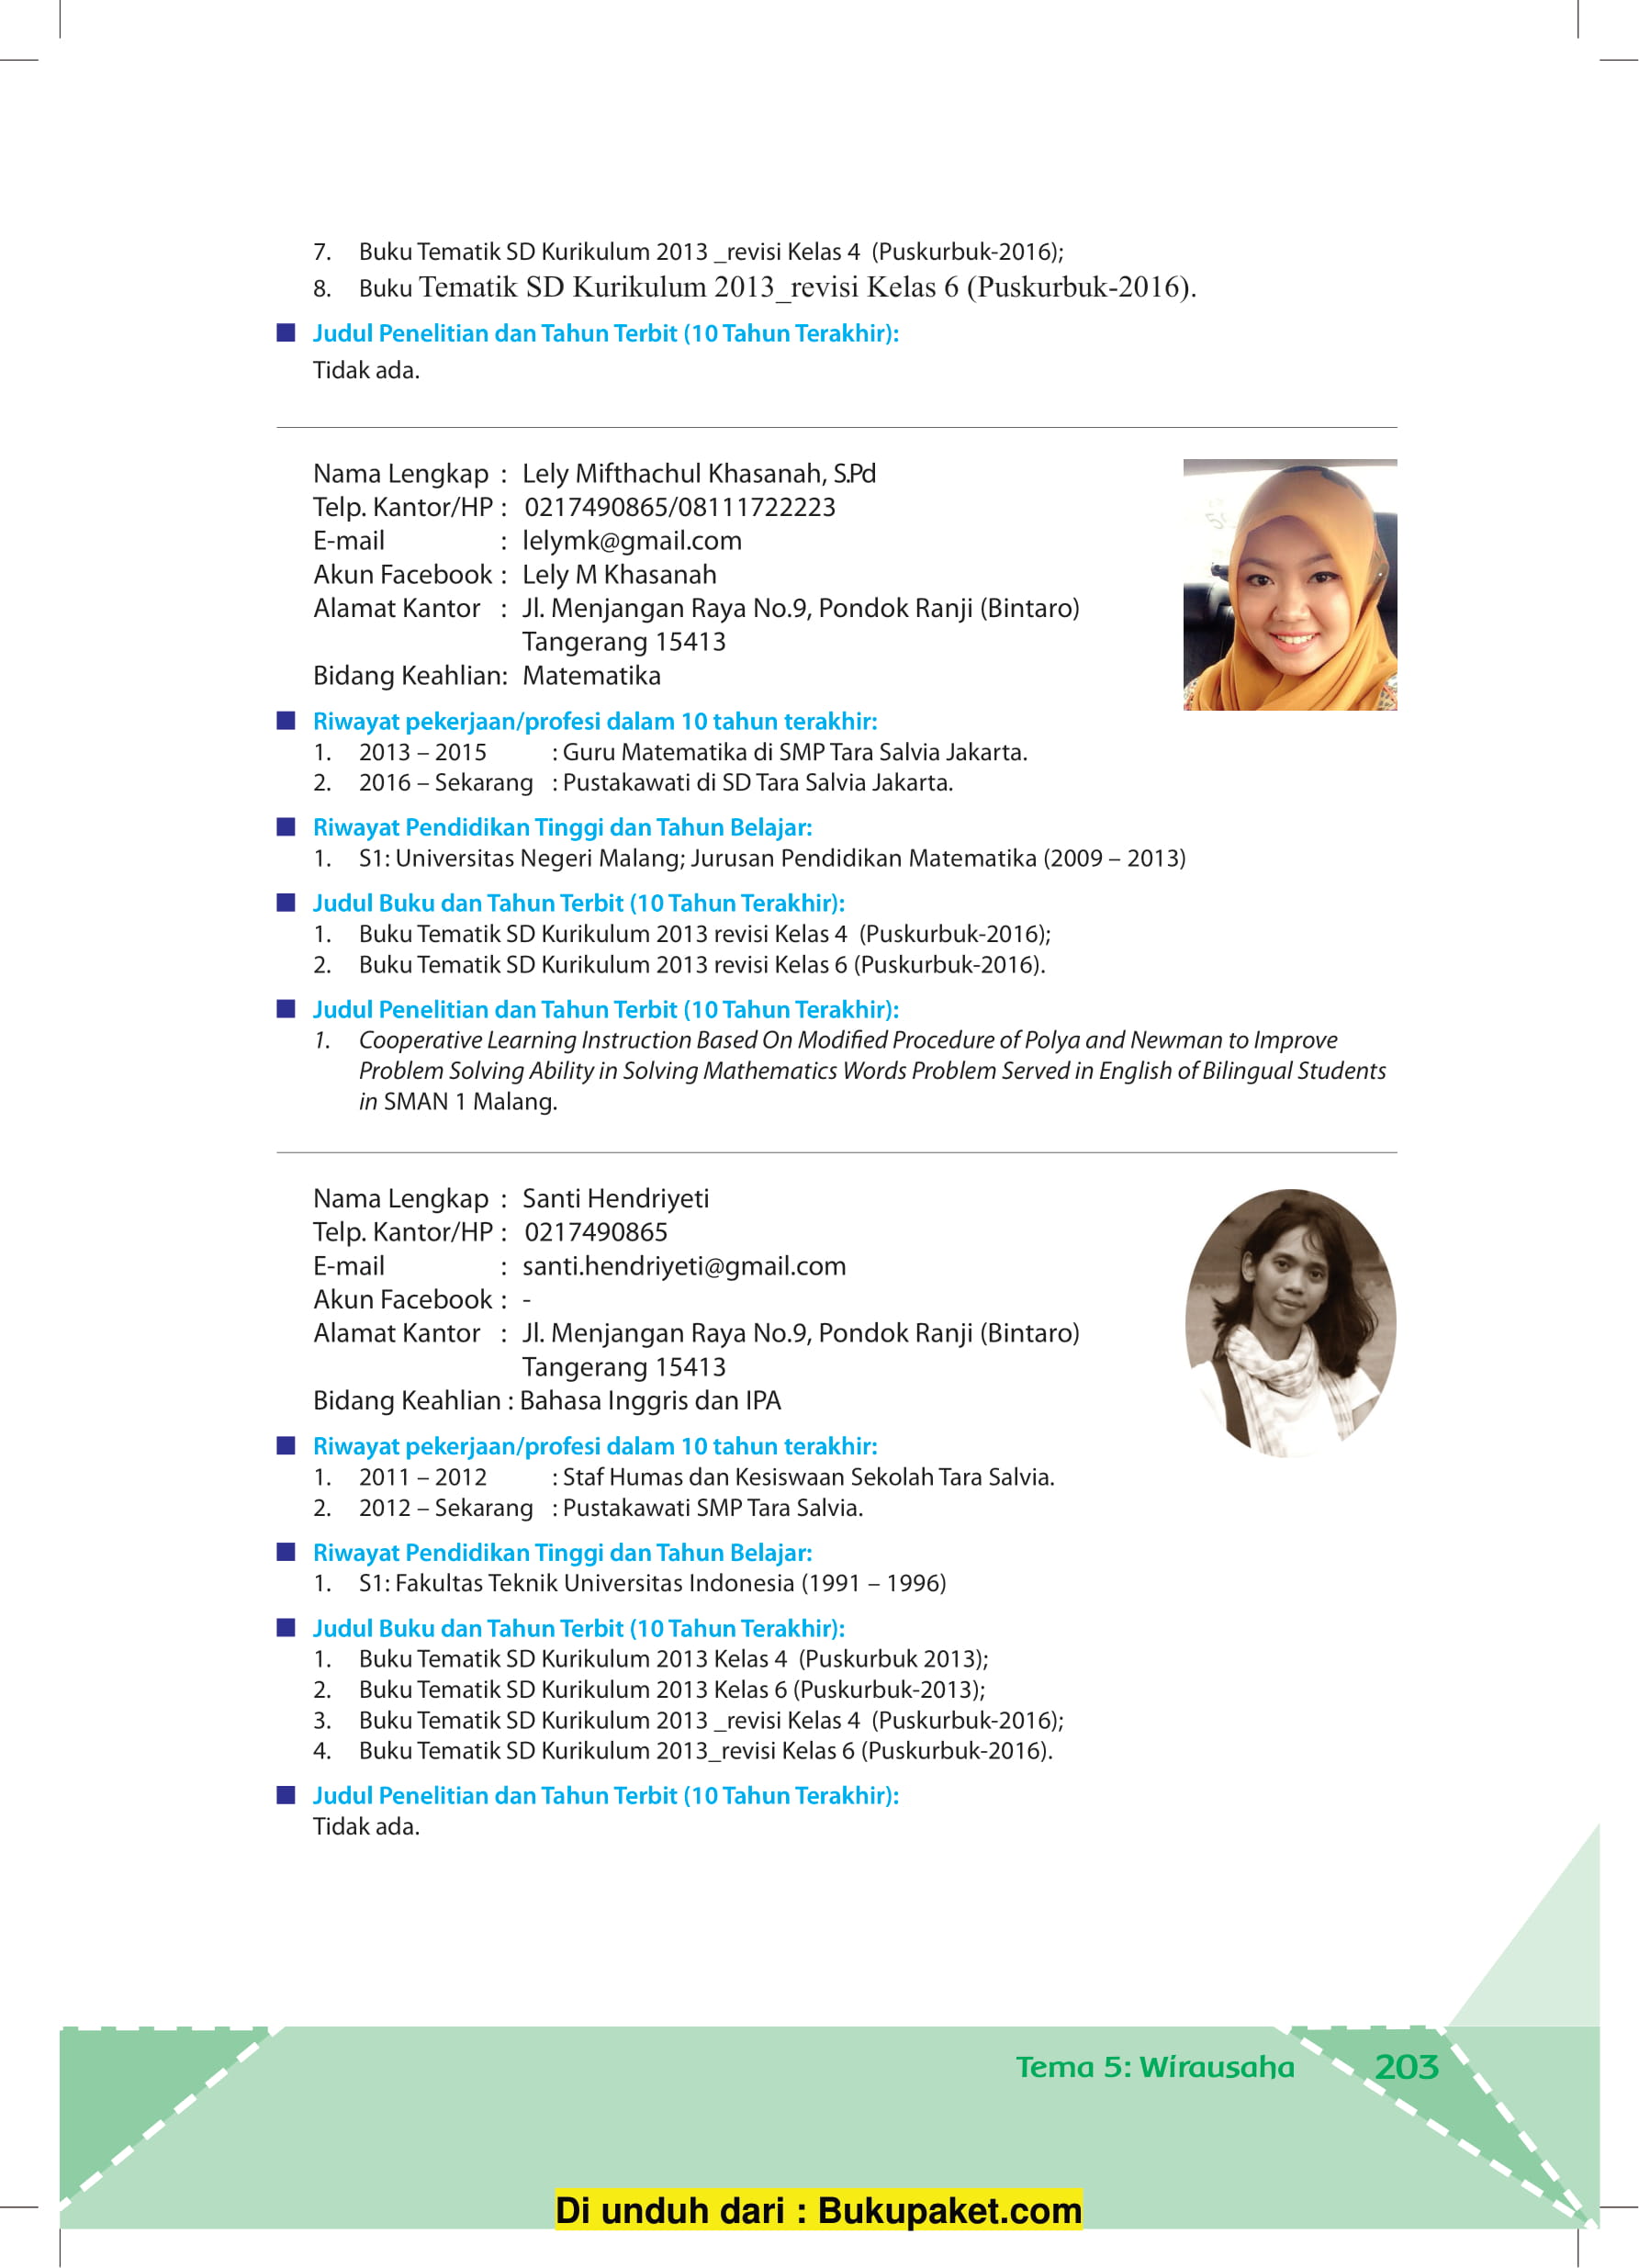 7. Buku Tematik SD Kurikulum 2013 _revisi Kelas 4 (Puskurbuk-2016);
8. Buku Tematik SD Kurikulum 2013_revisi Kelas 6 (Puskurbuk-2016).
Judul Penelitian dan Tahun Terbit (10 Tahun Terakhir):
Tidak ada.
Nama Lengkap : Lely Mifthachul Khasanah, S.Pd
Telp. Kantor/HP : 0217490865/08111722223
E-mail : lelymk@gmail.com
Akun Facebook : Lely M Khasanah
Alamat Kantor : Jl. Menjangan Raya No.9, Pondok Ranji (Bintaro)
Tangerang 15413
Bidang Keahlian: Matematika
Riwayat pekerjaan/profesi dalam 10 tahun terakhir:
1. 2013 – 2015 : Guru Matematika di SMP Tara Salvia Jakarta.
2. 2016 – Sekarang : Pustakawati di SD Tara Salvia Jakarta.
Riwayat Pendidikan Tinggi dan Tahun Belajar:
1. S1: Universitas Negeri Malang; Jurusan Pendidikan Matematika (2009 – 2013)
Judul Buku dan Tahun Terbit (10 Tahun Terakhir):
1. Buku Tematik SD Kurikulum 2013 revisi Kelas 4 (Puskurbuk-2016);
2. Buku Tematik SD Kurikulum 2013 revisi Kelas 6 (Puskurbuk-2016).
Judul Penelitian dan Tahun Terbit (10 Tahun Terakhir):
1. Cooperative Learning Instruction Based On Modified Procedure of Polya and Newman to Improve
Problem Solving Ability in Solving Mathematics Words Problem Served in English of Bilingual Students
in SMAN 1 Malang.
Nama Lengkap : Santi Hendriyeti
Telp. Kantor/HP : 0217490865
E-mail : santi.hendriyeti@gmail.com
Akun Facebook : -
Alamat Kantor : Jl. Menjangan Raya No.9, Pondok Ranji (Bintaro)
Tangerang 15413
Bidang Keahlian : Bahasa Inggris dan IPA
Riwayat pekerjaan/profesi dalam 10 tahun terakhir:
1. 2011 – 2012 : Staf Humas dan Kesiswaan Sekolah Tara Salvia.
2. 2012 – Sekarang : Pustakawati SMP Tara Salvia.
Riwayat Pendidikan Tinggi dan Tahun Belajar:
1. S1: Fakultas Teknik Universitas Indonesia (1991 – 1996)
Judul Buku dan Tahun Terbit (10 Tahun Terakhir):
1. Buku Tematik SD Kurikulum 2013 Kelas 4 (Puskurbuk 2013);
2. Buku Tematik SD Kurikulum 2013 Kelas 6 (Puskurbuk-2013);
3. Buku Tematik SD Kurikulum 2013 _revisi Kelas 4 (Puskurbuk-2016);
4. Buku Tematik SD Kurikulum 2013_revisi Kelas 6 (Puskurbuk-2016).
Judul Penelitian dan Tahun Terbit (10 Tahun Terakhir):
Tidak ada.
Tema 5: Wirausaha 203
Di unduh dari : Bukupaket.com